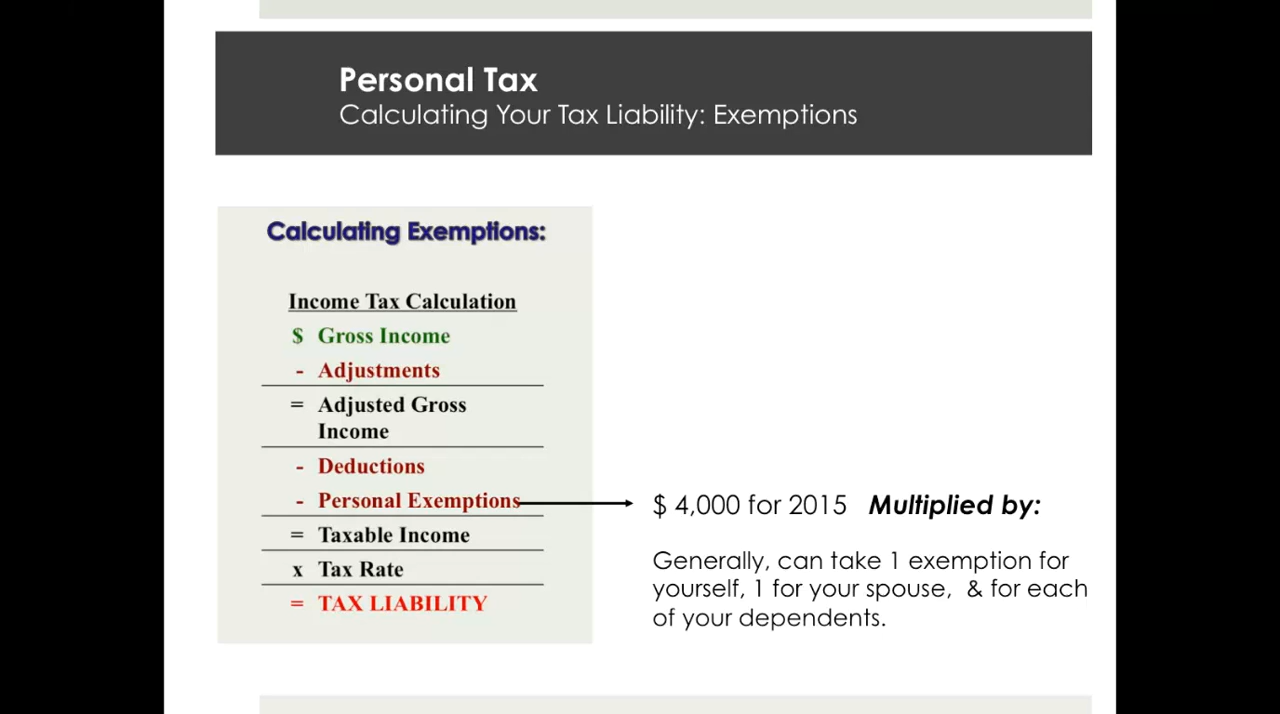 Personal Tax
Calculating Your Tax Liability: Exemptions
Calculating Exemptions:
Income Tax Calculation
$ Gross Income
- Adjustments
= Adjusted Gross
Income
- Deductions
- Personal Exemptions
= Taxable Income
x Tax Rate
= TAX LIABILITY
$ 4,000 for 2015 Multiplied by:
Generally, can take 1 exemption for
yourself, 1 for your spouse, & for each
of your dependents.